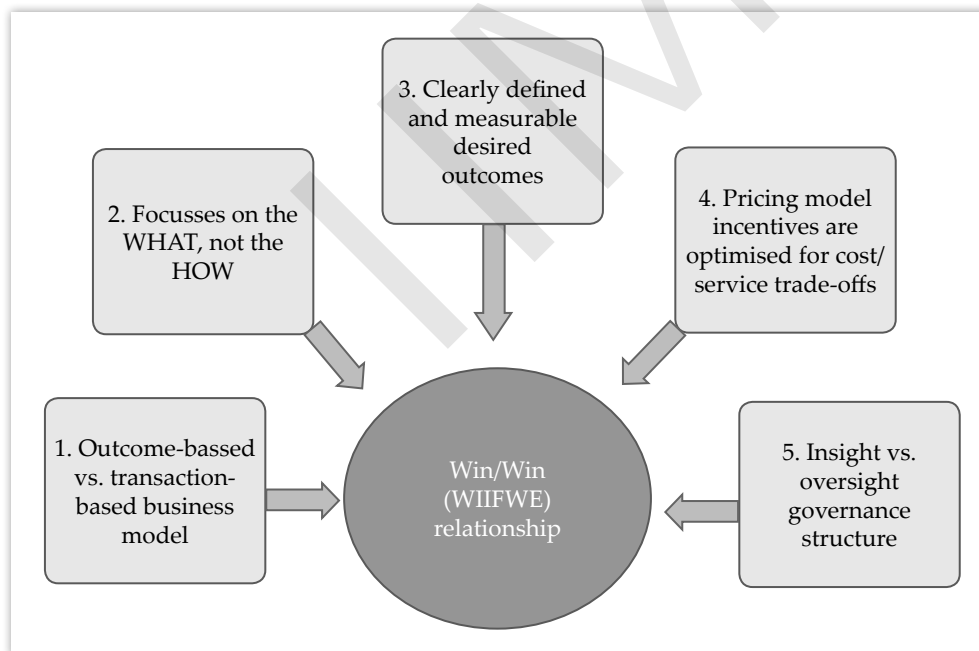 1. Outcome-bassed
vs. transaction-
based business
model
2. Focusses on the
WHAT, not the
HOW
3. Clearly defined
and measurable
desired
outcomes
4. Pricing model
incentives are
optimised for cost/
service trade-offs
5. Insight vs.
oversight
governance
structure
Win/Win
(WIIFWE)
relationship
IIM